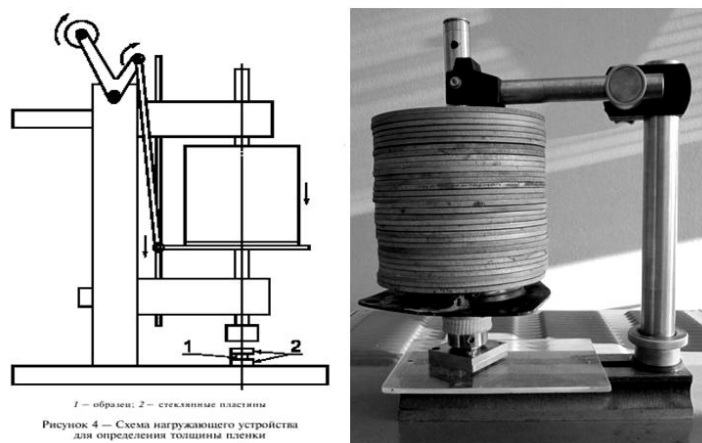 1
2
1 — образец; 2 — стеклянные пластины
Рисунок 4 — Схема нагружающего устройства
для определения толщины пленки